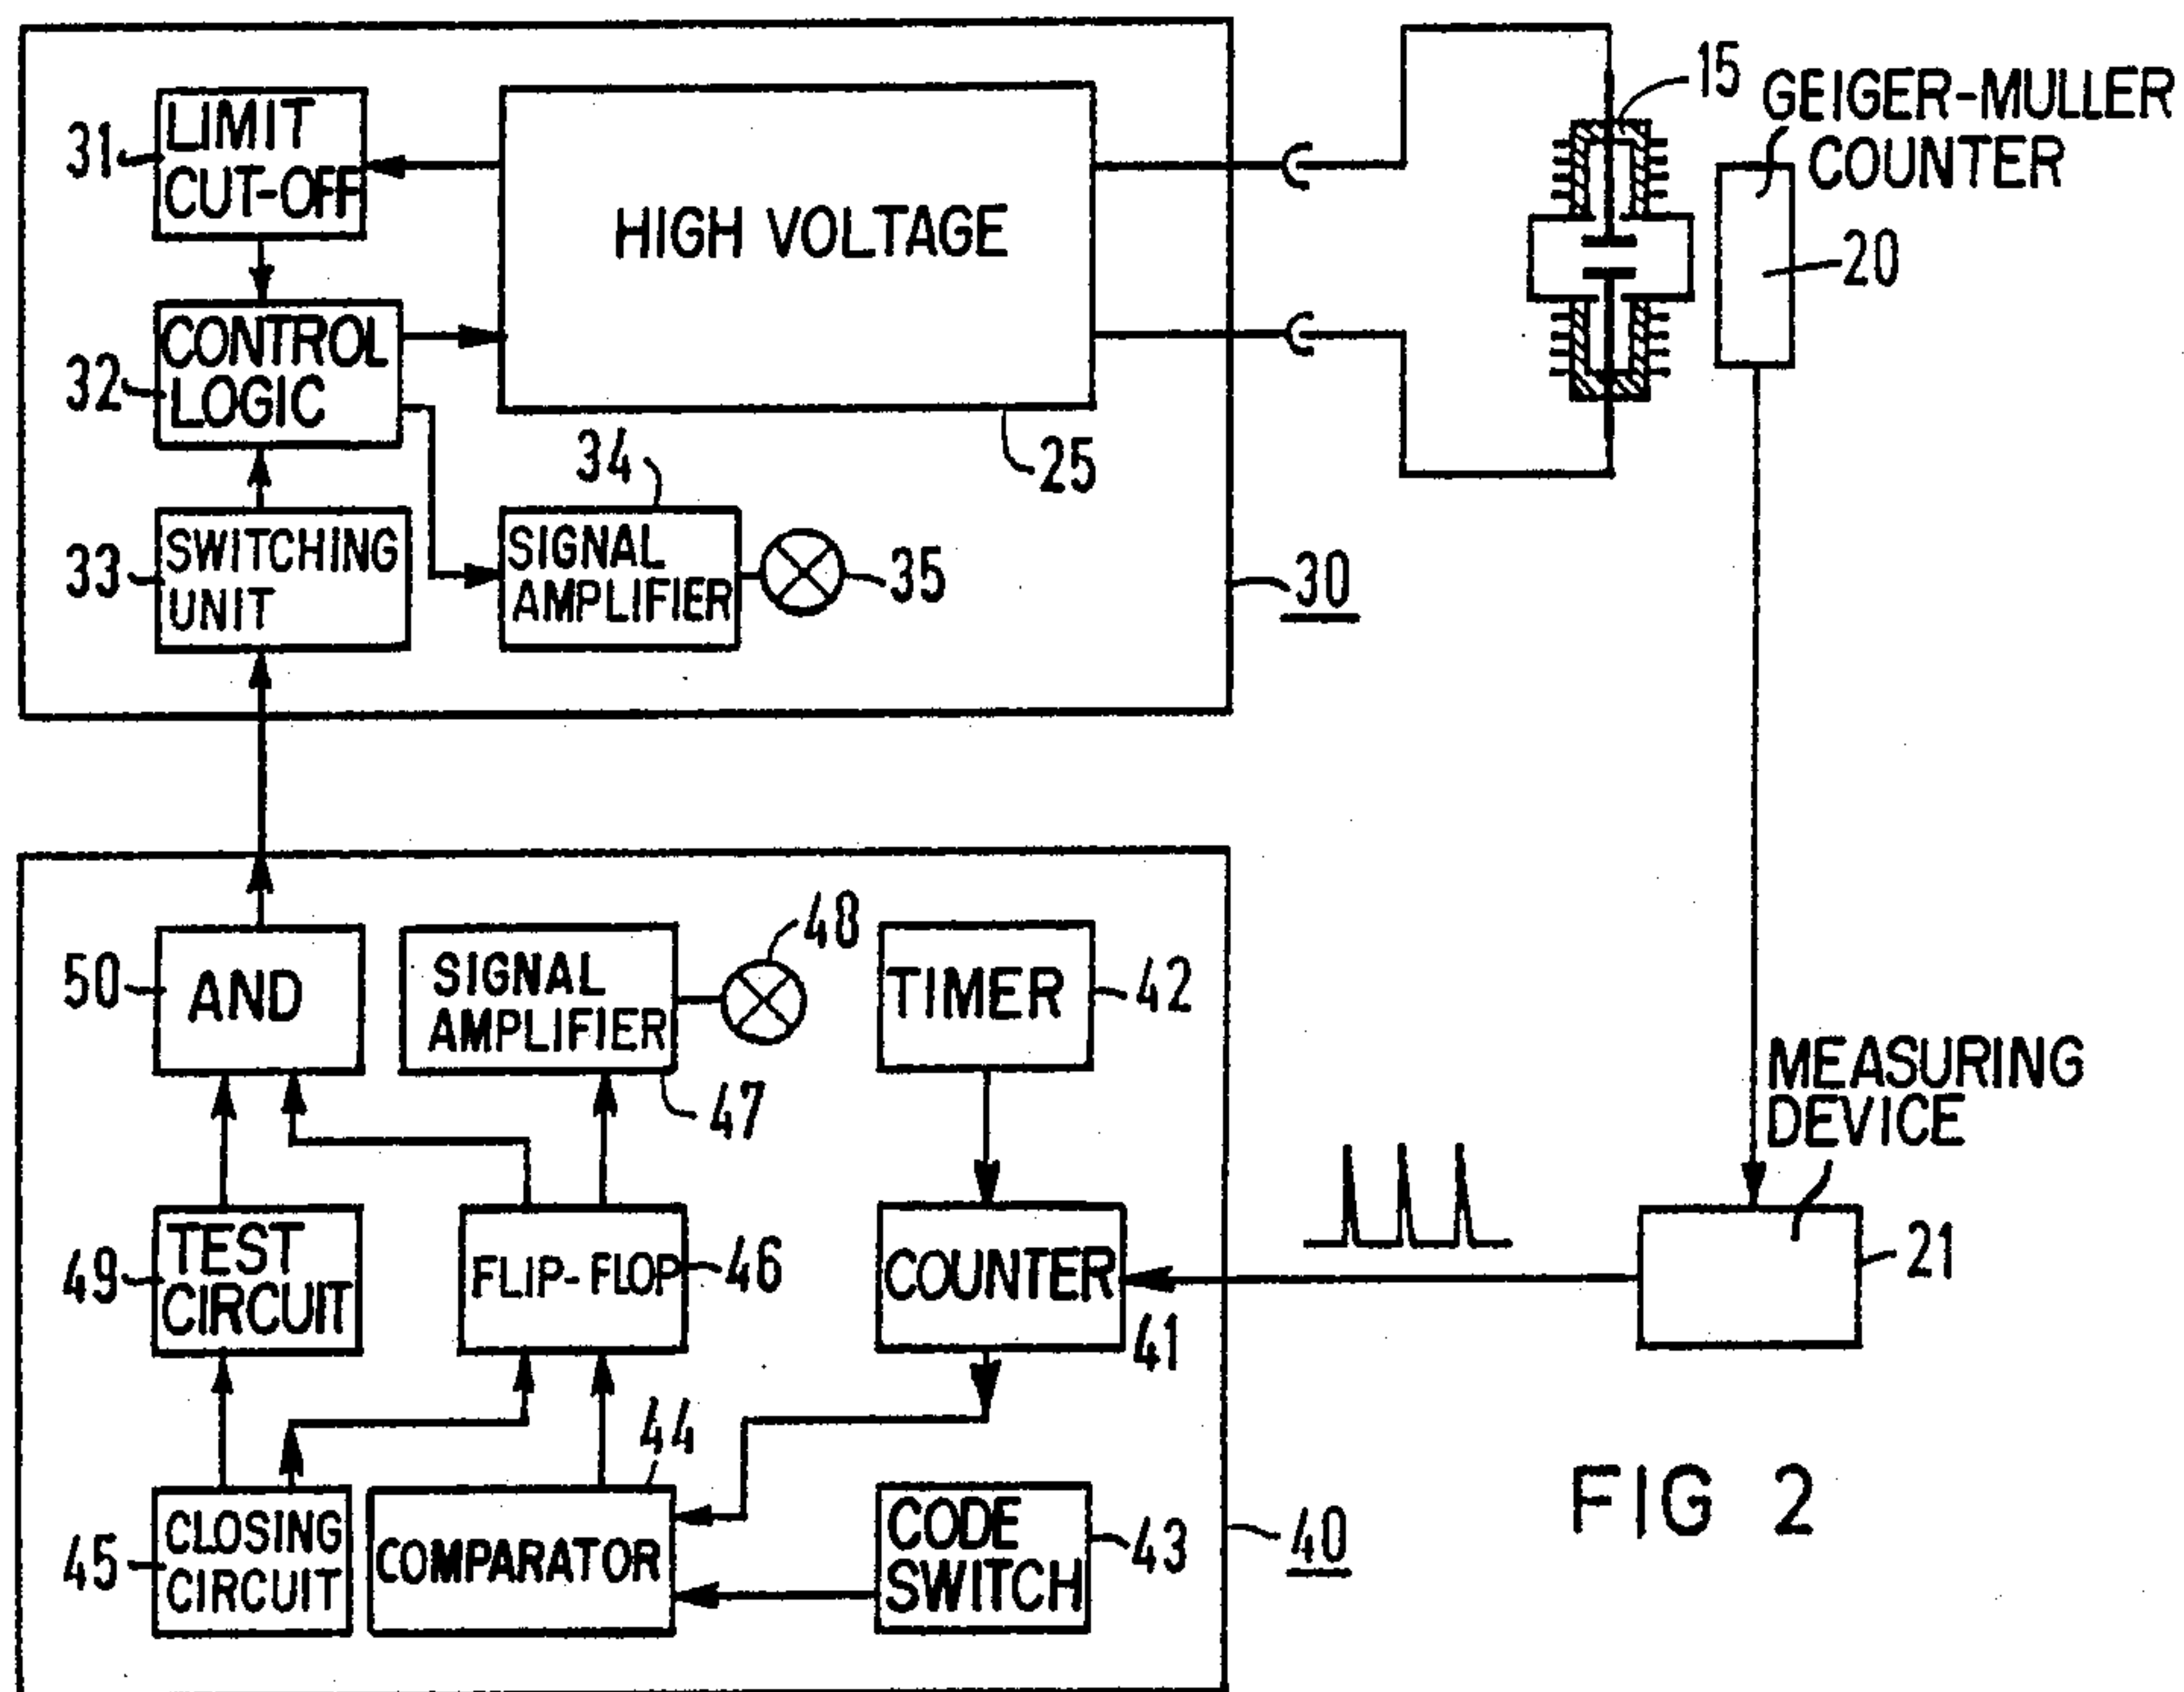 LIMIT
CUT-OFF
31
HIGH VOLTAGE
25
15
GEIGER-MULLER
COUNTER
20
CONTROL
LOGIC
32
34
SWITCHING
UNIT
33
SIGNAL
AMPLIFIER
35
30
AND
50
SIGNAL
AMPLIFIER
47
48
TIMER
42
MEASURING
DEVICE
21
TEST
CIRCUIT
49
FLIP-FLOP
46
COUNTER
41
CLOSING
CIRCUIT
45
COMPARATOR
44
CODE
SWITCH
43
40
FIG 2